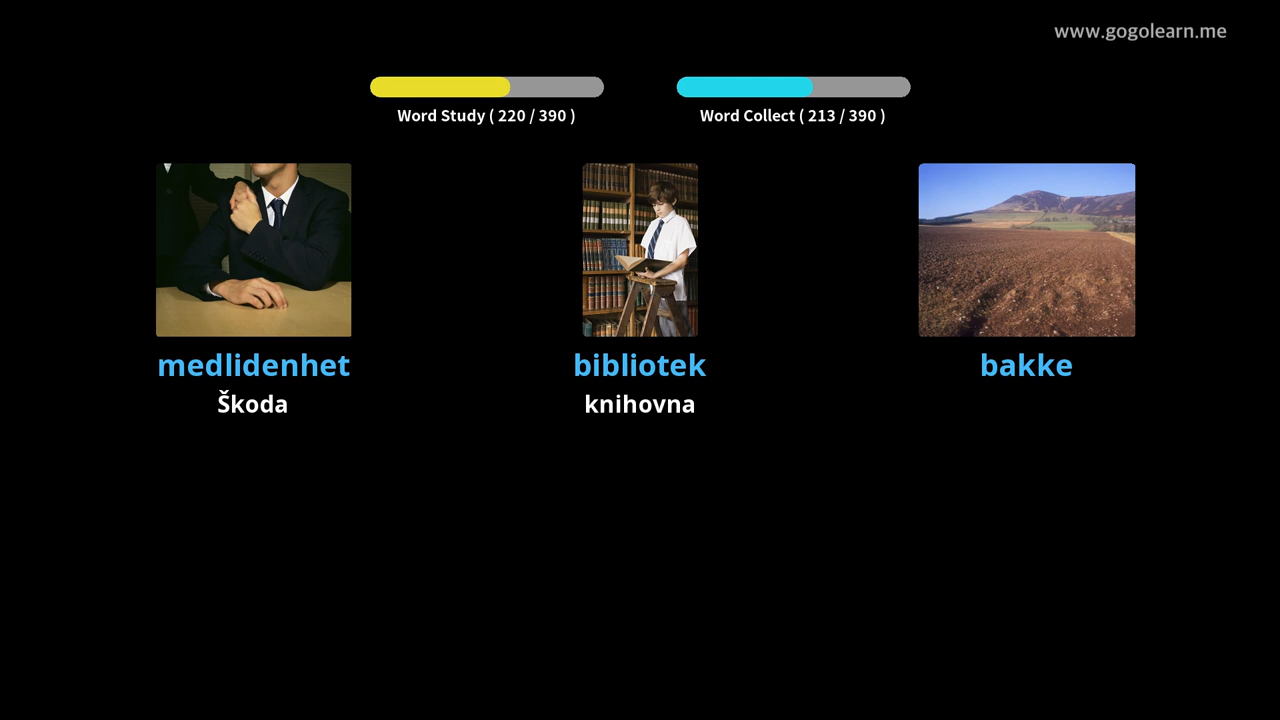 www.gogolearn.me
Word Study ( 220 / 390 )
Word Collect ( 213 / 390 )
medlidenhet
Škoda
bibliotek
knihovna
bakke